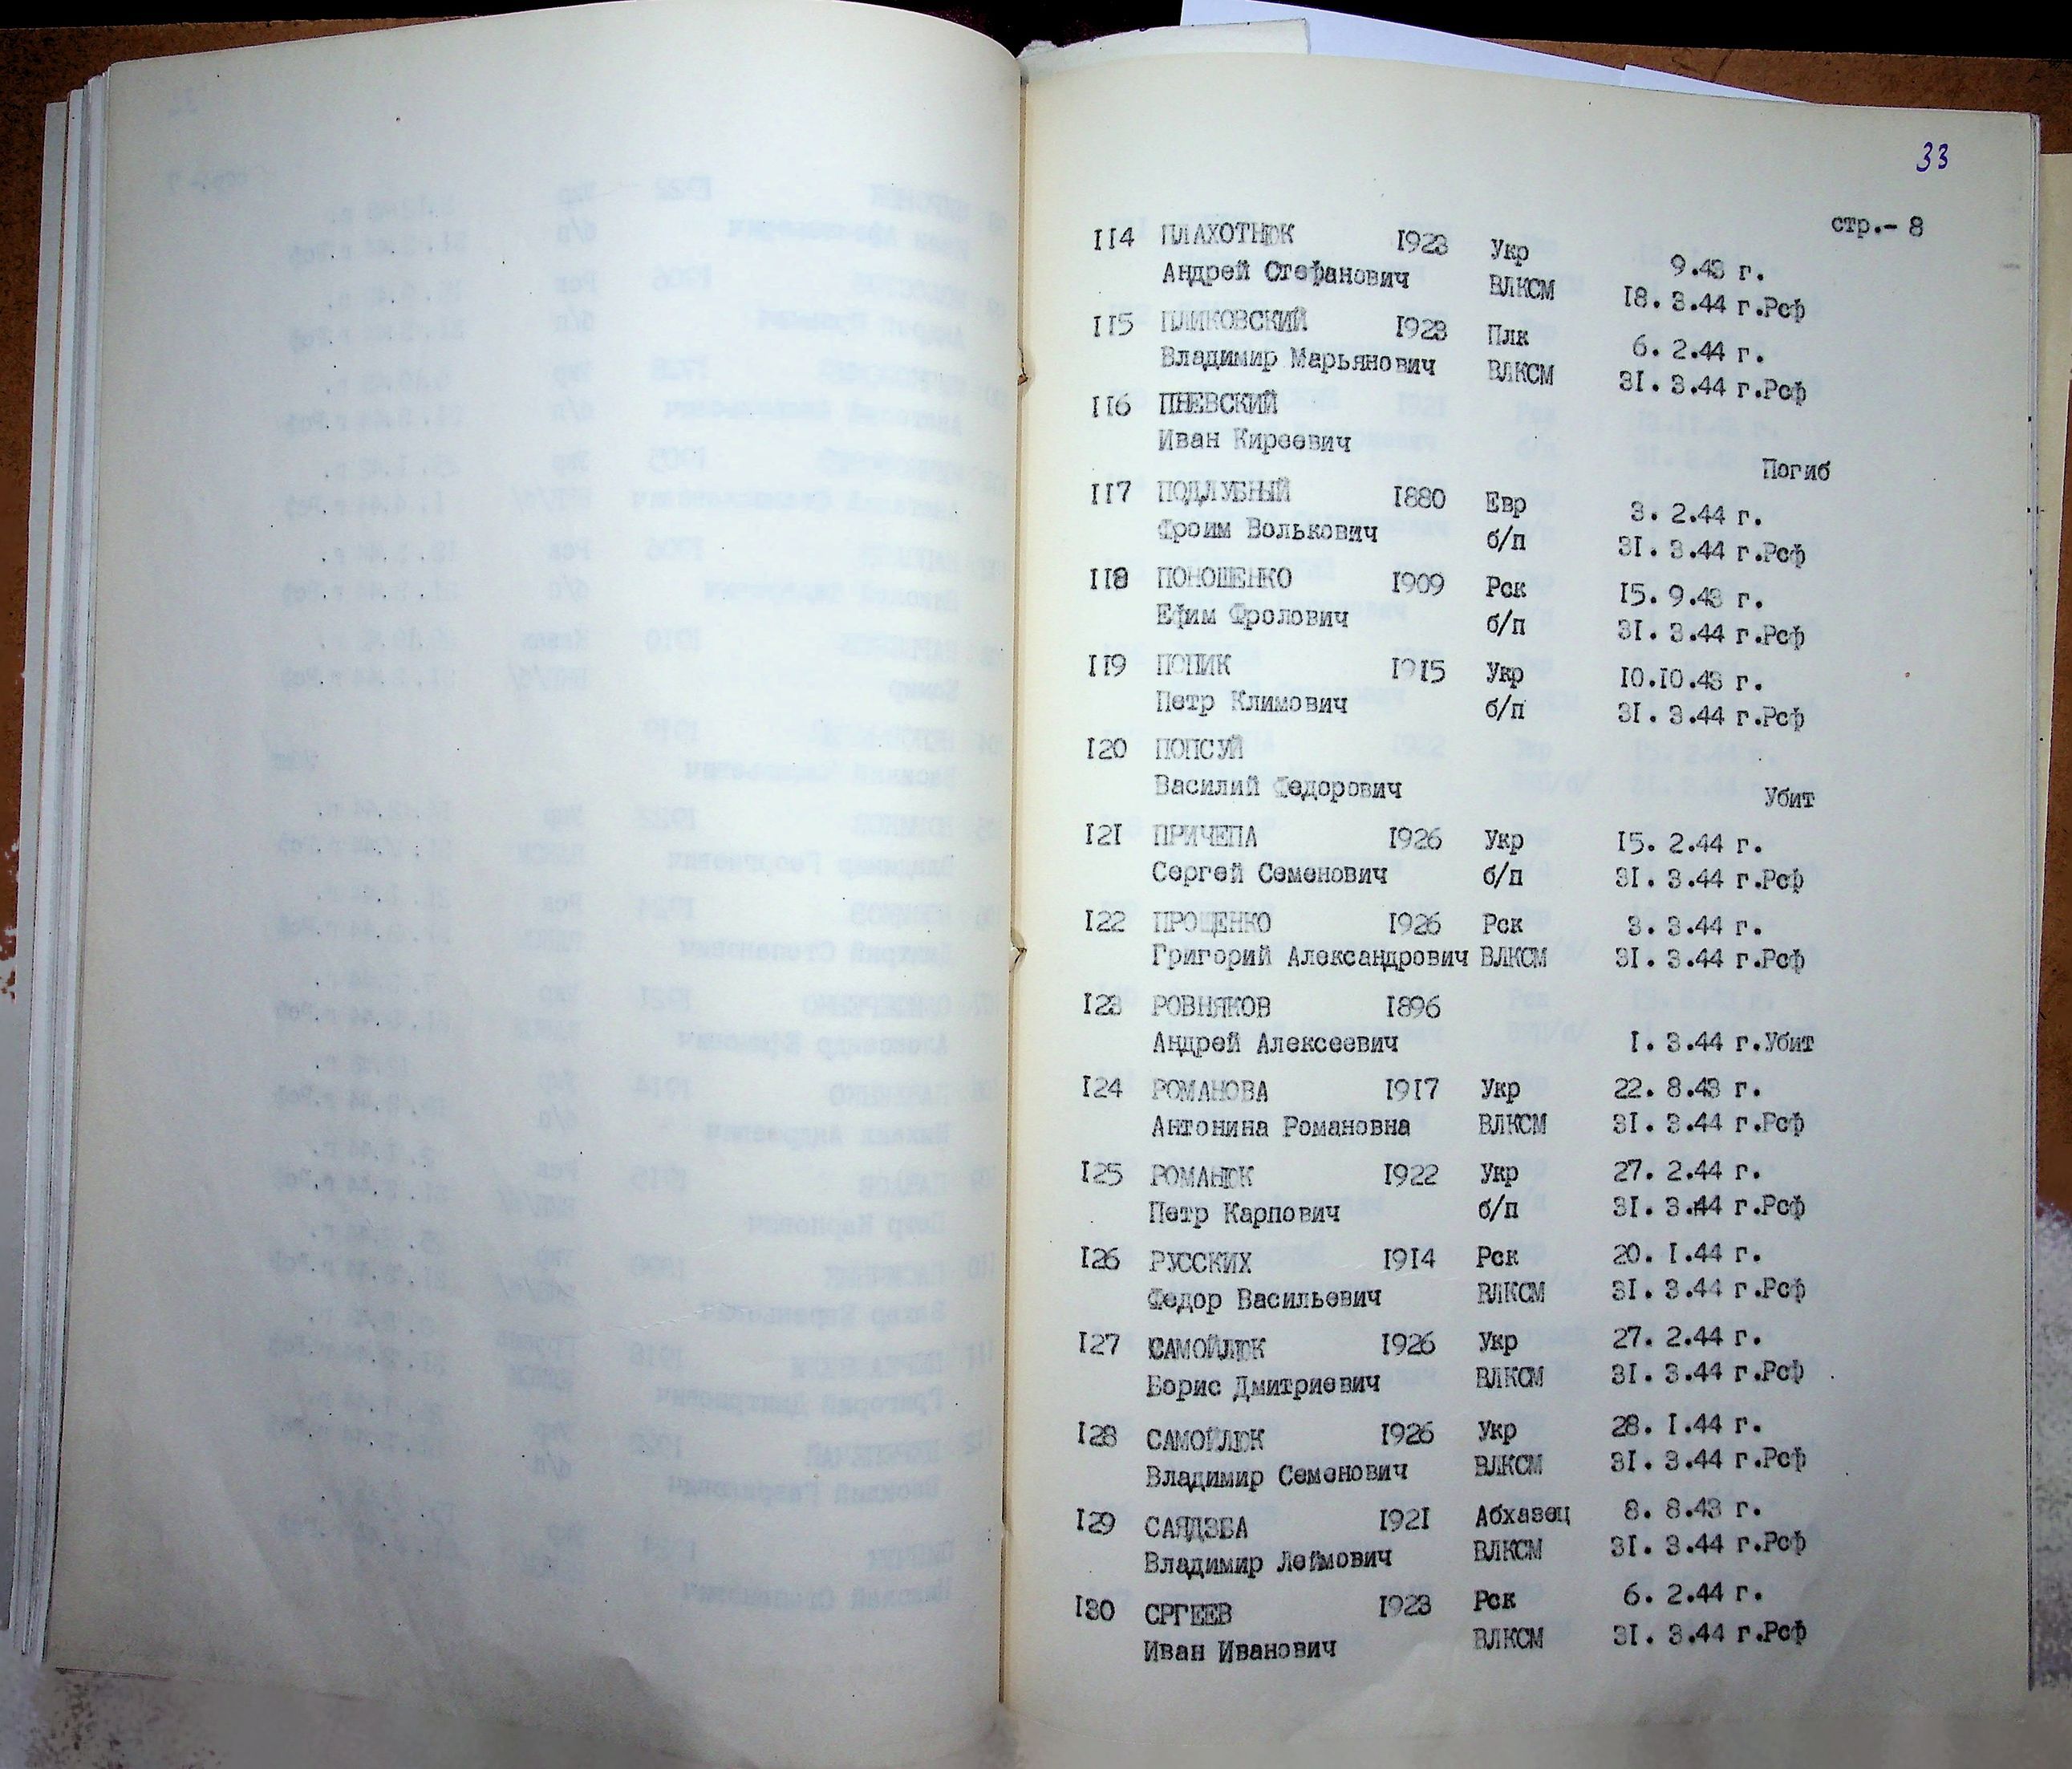 33
стр.- 8
114 ПЛАХОТНЮК 1923 Укр 9.43 г.
Андрей Стефанович ВЛКСМ 18. 3.44 г.Рсф
115 ПЛИКОВСКИЙ 1923 Плк 6. 2.44 г.
Владимир Марьянович ВЛКСМ 31. 3.44 г.Рсф
116 ПНЕВСКИЙ
Иван Киреевич Погиб
117 ПОДЛУБНЫЙ 1880 Евр 3. 2.44 г.
Фроим Волькович б/п 31. 3.44 г.Рсф
118 ПОНОШЕНКО 1909 Рск 15. 9.43 г.
Ефим Фролович б/п 31. 3.44 г.Рсф
119 ПОПИК 1915 Укр 10.10.43 г.
Петр Климович б/п 31. 3.44 г.Рсф
120 ПОПСУЙ
Василий Федорович Убит
121 ПРИЧЕПА 1926 Укр 15. 2.44 г.
Сергей Семенович б/п 31. 3.44 г.Рсф
122 ПРОЩЕНКО 1926 Рск 3. 3.44 г.
Григорий Александрович ВЛКСМ 31. 3.44 г.Рсф
123 РОВНЯКОВ 1896
Андрей Алексеевич 1. 3.44 г.Убит
124 РОМАНОВА 1917 Укр 22. 8.43 г.
Антонина Романовна ВЛКСМ 31. 3.44 г.Рсф
125 РОМАНЮК 1922 Укр 27. 2.44 г.
Петр Карпович б/п 31. 3.44 г.Рсф
126 РУССКИХ 1914 Рск 20. 1.44 г.
Федор Васильевич ВЛКСМ 31. 3.44 г.Рсф
127 САМОЙЛЮК 1926 Укр 27. 2.44 г.
Борис Дмитриевич ВЛКСМ 31. 3.44 г.Рсф
128 САМОЙЛЮК 1926 Укр 28. 1.44 г.
Владимир Семенович ВЛКСМ 31. 3.44 г.Рсф
129 САЯДЗБА 1921 Абхазец 8. 8.43 г.
Владимир Леймович ВЛКСМ 31. 3.44 г.Рсф
130 СРГЕЕВ 1923 Рск 6. 2.44 г.
Иван Иванович ВЛКСМ 31. 3.44 г.Рсф